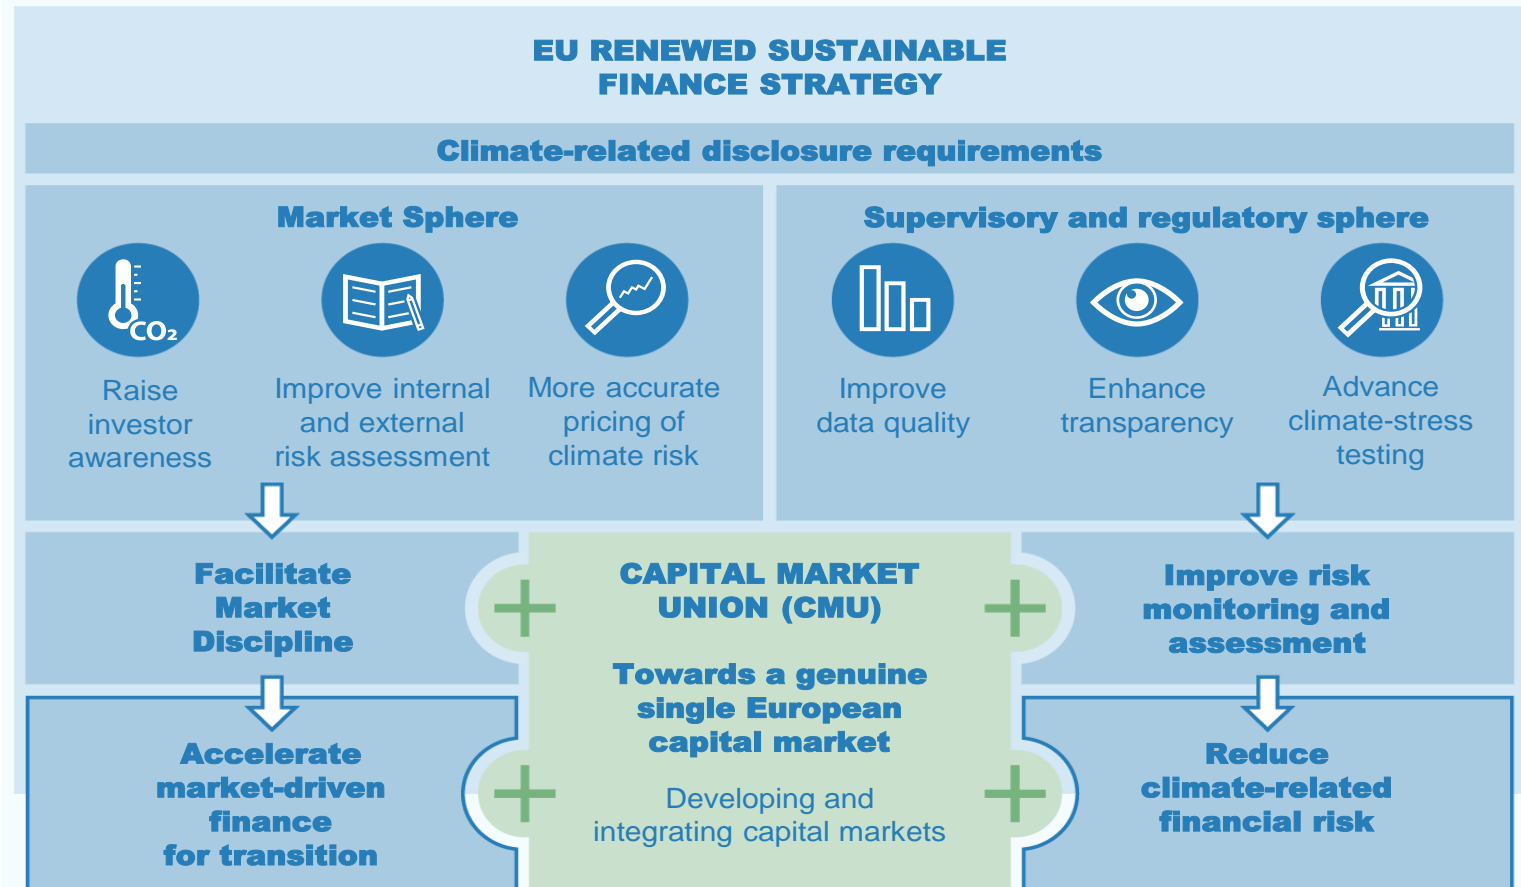 EU RENEWED SUSTAINABLE
FINANCE STRATEGY
Climate-related disclosure requirements
Market Sphere
CO₂
Raise
investor
awareness
Improve internal
and external
risk assessment
More accurate
pricing of
climate risk
Supervisory and regulatory sphere
Improve
data quality
Enhance
transparency
Advance
climate-stress
testing
Facilitate
Market
Discipline
Accelerate
market-driven
finance
for transition
CAPITAL MARKET
UNION (CMU)
Towards a genuine
single European
capital market
Developing and
integrating capital markets
Improve risk
monitoring and
assessment
Reduce
climate-related
financial risk